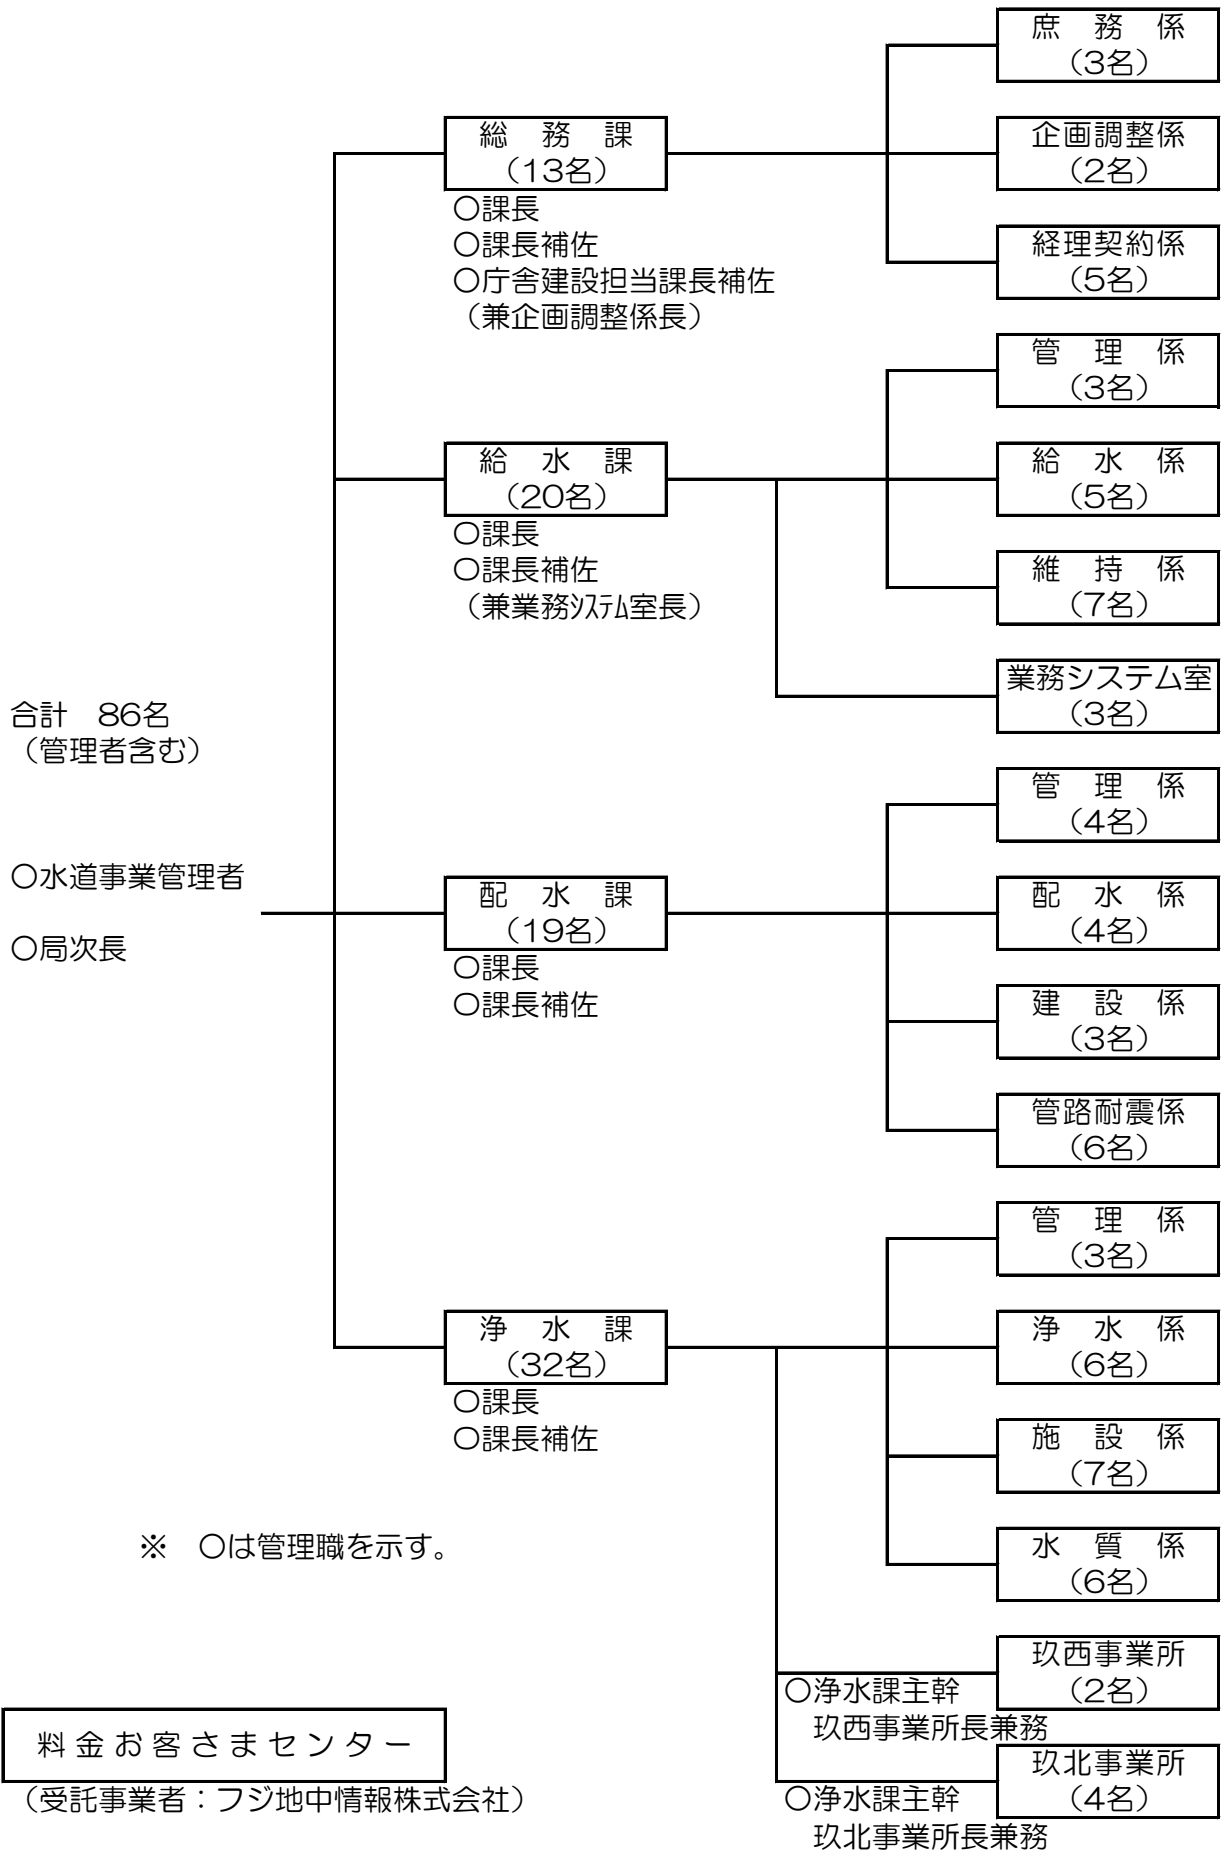 庶　務　係
（3名）
総　務　課
（13名）
企画調整係
（2名）
○課長
○課長補佐
○庁舎建設担当課長補佐
（兼企画調整係長）
経理契約係
（5名）
管　理　係
（3名）
給　水　課
（20名）
給　水　係
（5名）
○課長
○課長補佐
（兼業務ｼｽﾃﾑ室長）
維　持　係
（7名）
業務システム室
（3名）
合計　86名
（管理者含む）
管　理　係
（4名）
○水道事業管理者
○局次長
配　水　課
（19名）
配　水　係
（4名）
○課長
○課長補佐
建　設　係
（3名）
管路耐震係
（6名）
管　理　係
（3名）
浄　水　課
（32名）
浄　水　係
（6名）
○課長
○課長補佐
施　設　係
（7名）
※　○は管理職を示す。
水　質　係
（6名）
玖西事業所
（2名）
○浄水課主幹
玖西事業所長兼務
玖北事業所
（4名）
○浄水課主幹
玖北事業所長兼務
料金お客さまセンター
（受託事業者：フジ地中情報株式会社）